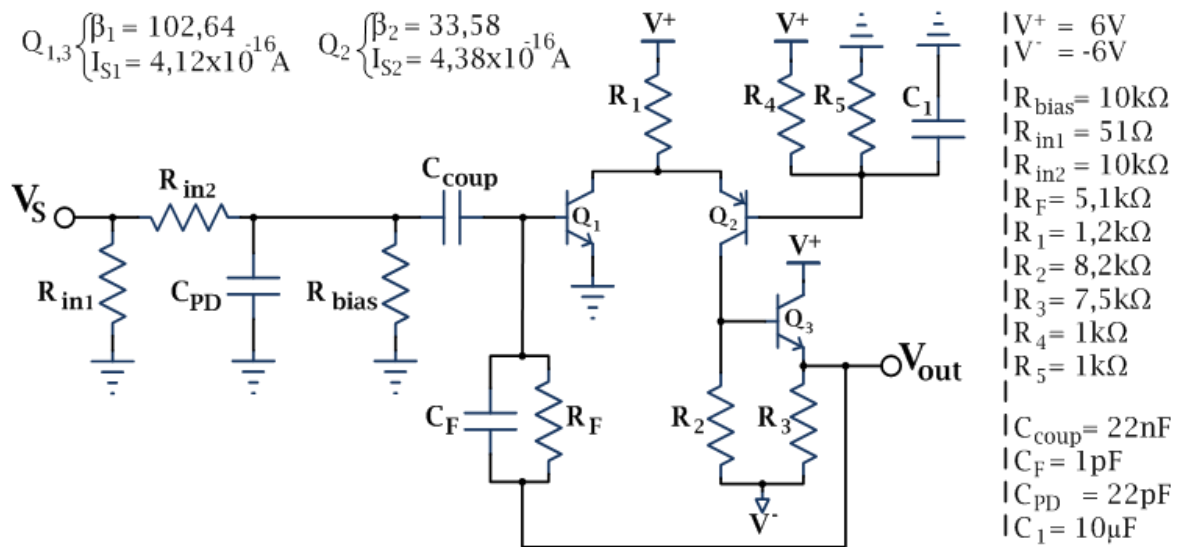 Q1,3 { β1 = 102,64
IS1 = 4,12x10^-16 A
Q2 { β2 = 33,58
IS2 = 4,38x10^-16 A
V+
V+
R1
R4
R5
C1
VS
Rin2
Ccoup
Q1
Q2
V+
Rin1
CPD
Rbias
Q3
Vout
CF
RF
R2
R3
V-
V+ = 6V
V- = -6V
Rbias= 10kΩ
Rin1 = 51Ω
Rin2 = 10kΩ
RF= 5,1kΩ
R1= 1,2kΩ
R2= 8,2kΩ
R3= 7,5kΩ
R4= 1kΩ
R5= 1kΩ
Ccoup= 22nF
CF= 1pF
CPD = 22pF
C1= 10µF